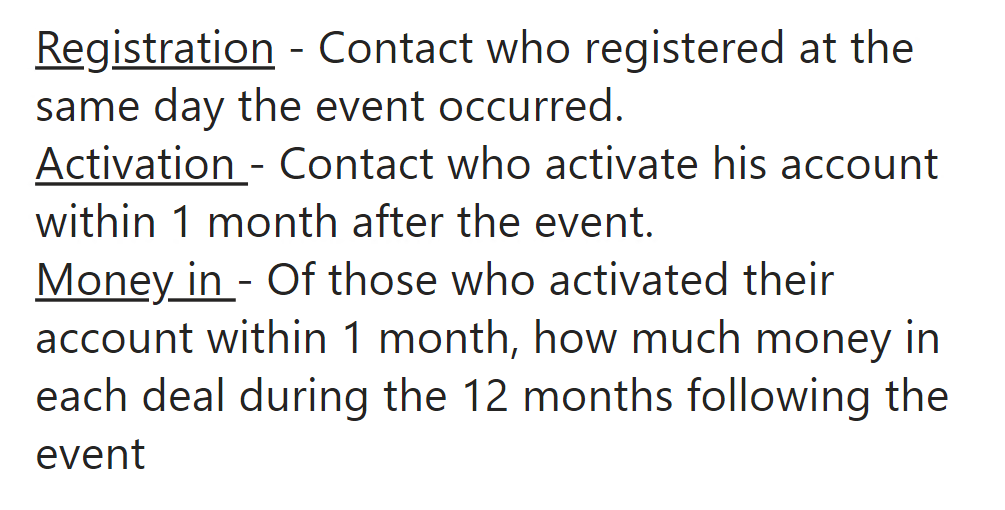 Registration - Contact who registered at the
same day the event occurred.
Activation - Contact who activate his account
within 1 month after the event.
Money in - Of those who activated their
account within 1 month, how much money in
each deal during the 12 months following the
event